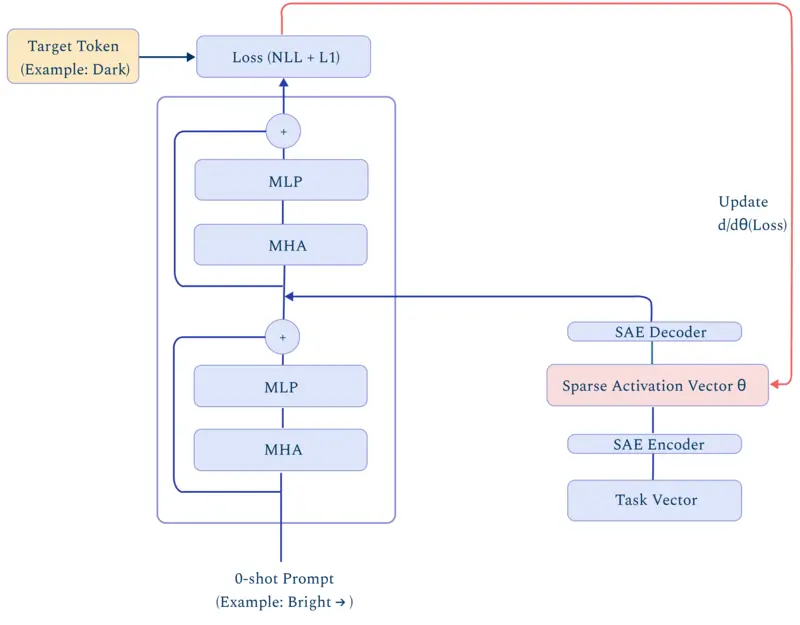 Target Token
(Example: Dark)
Loss (NLL + L1)
+
MLP
MHA
+
MLP
MHA
0-shot Prompt
(Example: Bright → )
Update
d/dθ(Loss)
SAE Decoder
Sparse Activation Vector θ
SAE Encoder
Task Vector